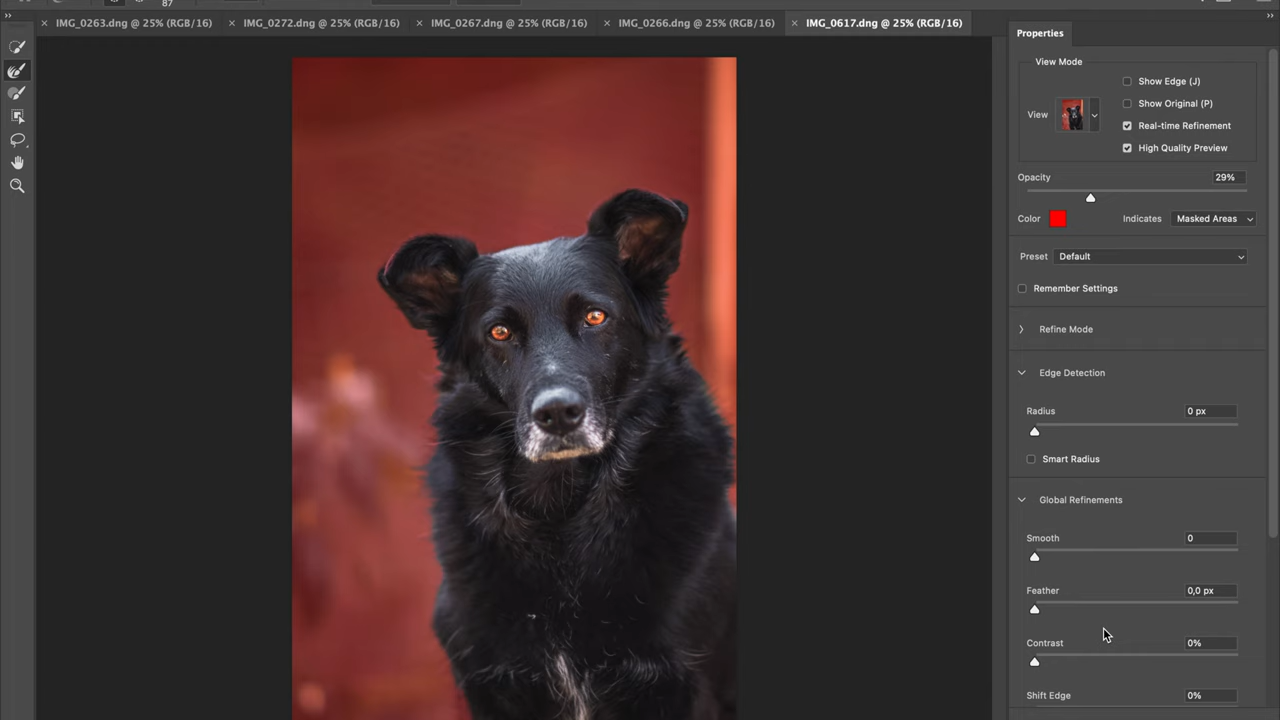 87
IMG_0263.dng @ 25% (RGB/16) IMG_0272.dng @ 25% (RGB/16) IMG_0267.dng @ 25% (RGB/16) IMG_0266.dng @ 25% (RGB/16) IMG_0617.dng @ 25% (RGB/16)
Properties
View Mode
Show Edge (J)
Show Original (P)
View
Real-time Refinement
High Quality Preview
Opacity 29%
Color Indicates Masked Areas
Preset Default
Remember Settings
Refine Mode
Edge Detection
Radius 0 px
Smart Radius
Global Refinements
Smooth 0
Feather 0,0 px
Contrast 0%
Shift Edge 0%